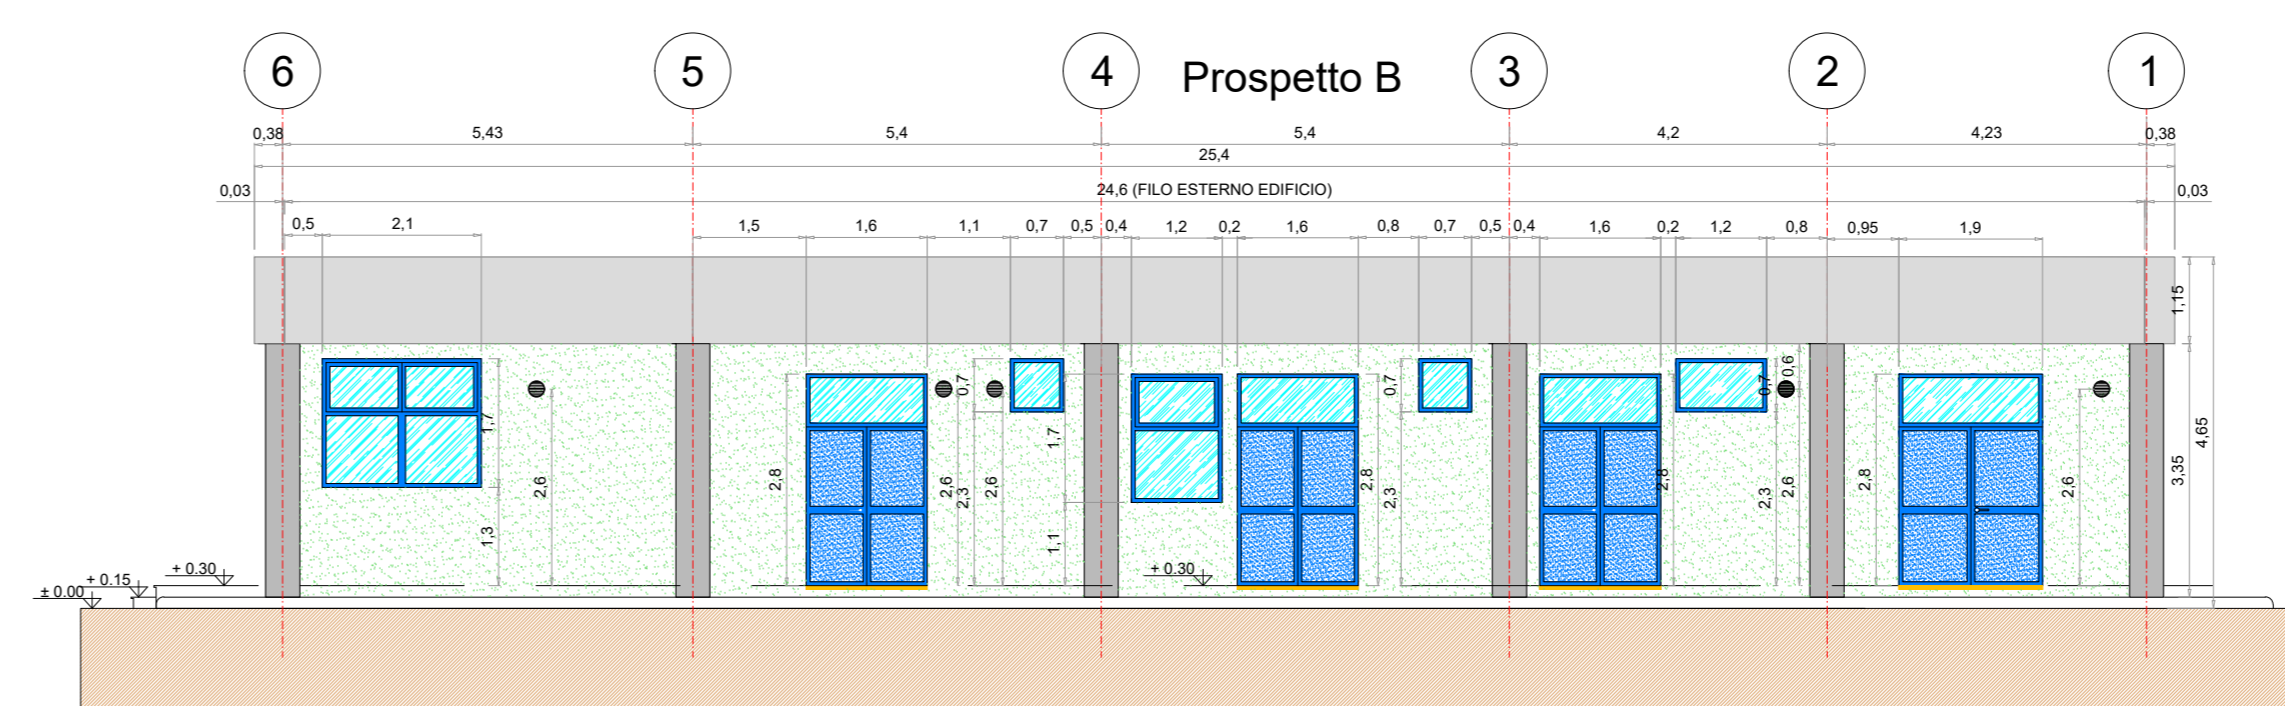 6 5 4 Prospetto B 3 2 1
0,38 5,43 5,4 5,4 4,2 4,23 0,38
25,4
0,03 24,6 (FILO ESTERNO EDIFICIO) 0,03
0,5 2,1 1,5 1,6 1,1 0,7 0,5 0,4 1,2 0,2 1,6 0,8 0,7 0,5 0,4 1,6 0,2 1,2 0,8 0,95 1,9
1,15
0,7 0,7 0,7 0,6
1,7 1,7 4,65
2,6 2,8 2,6 2,3 2,6 2,8 2,3 2,8 2,3 2,6 2,8 2,6 3,35
1,3 1,1
+ 0.30 + 0.30
+ 0.15
± 0.00